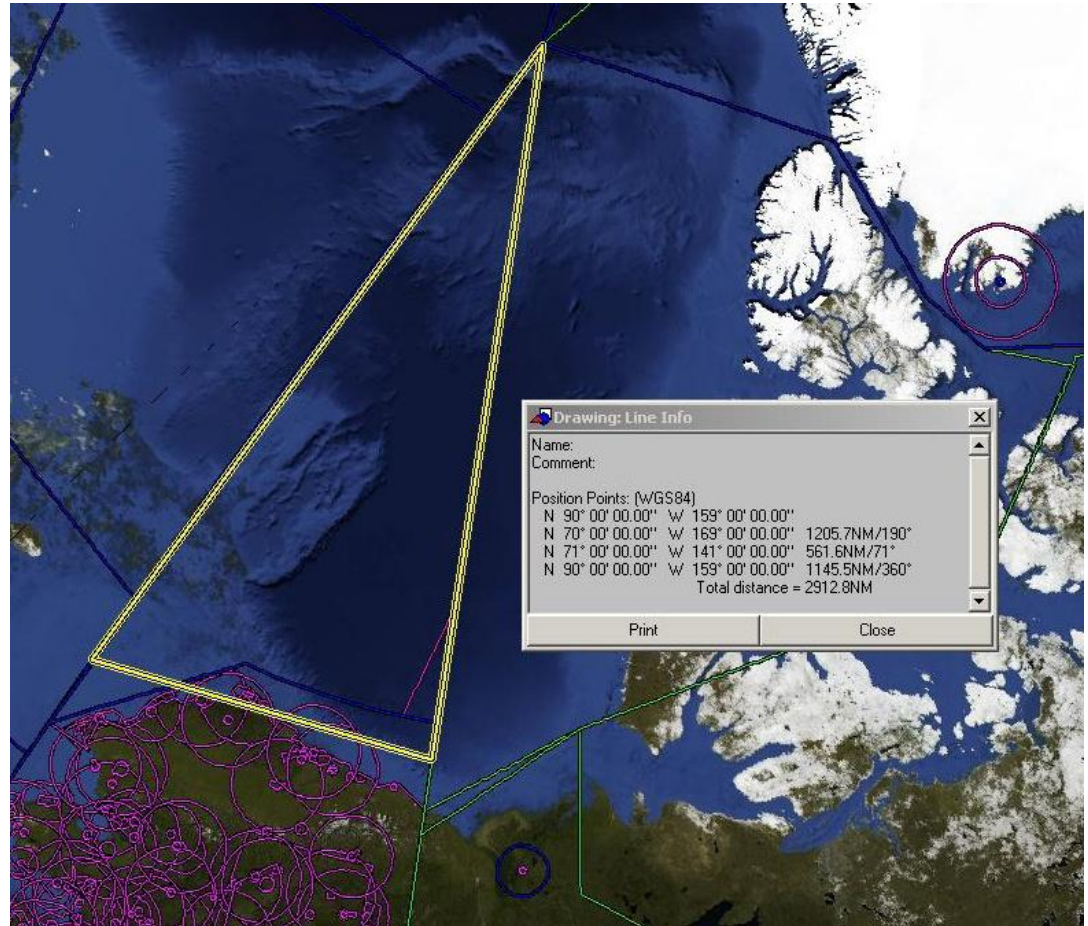 Drawing: Line Info
Name:
Comment:
Position Points: (WGS84)
N 90° 00' 00.00" W 159° 00' 00.00"
N 70° 00' 00.00" W 169° 00' 00.00" 1205.7NM/190°
N 71° 00' 00.00" W 141° 00' 00.00" 561.6NM/71°
N 90° 00' 00.00" W 159° 00' 00.00" 1145.5NM/360°
Total distance = 2912.8NM
Print Close